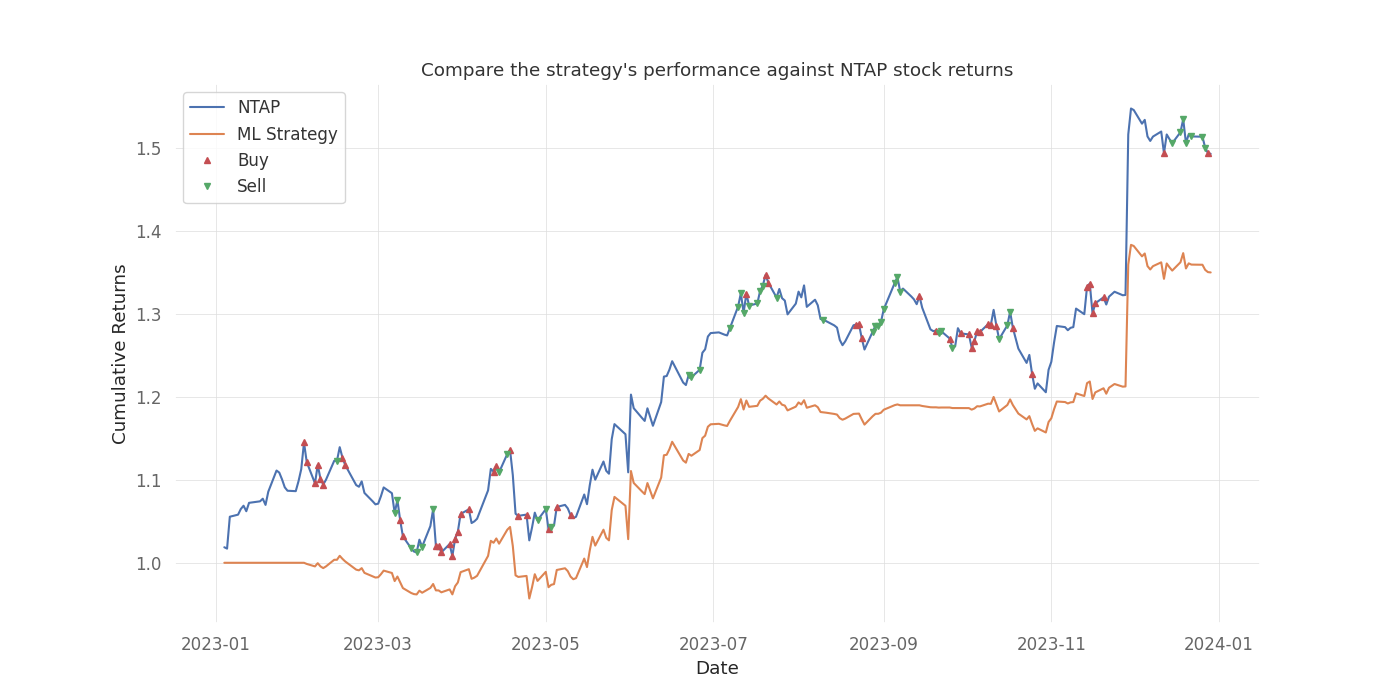 Compare the strategy's performance against NTAP stock returns
NTAP
ML Strategy
Buy
Sell
Cumulative Returns
1.5
1.4
1.3
1.2
1.1
1.0
2023-01
2023-03
2023-05
2023-07
2023-09
2023-11
2024-01
Date